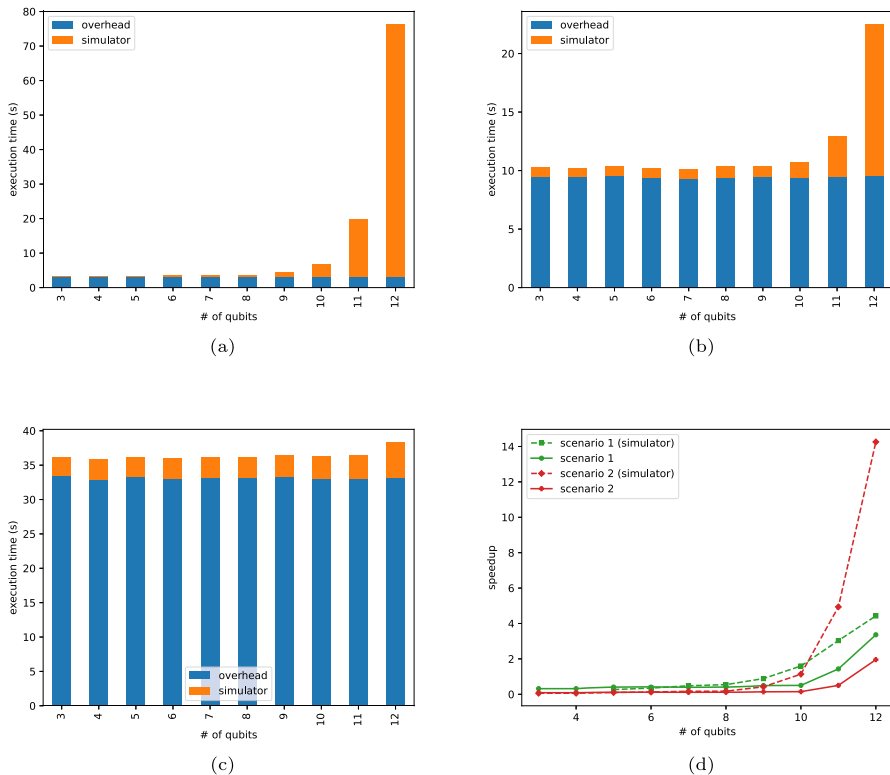 80
70
60
50
40
30
20
10
0
execution time (s)
overhead
simulator
3 4 5 6 7 8 9 10 11 12
# of qubits
(a)
20
15
10
5
0
execution time (s)
overhead
simulator
3 4 5 6 7 8 9 10 11 12
# of qubits
(b)
40
35
30
25
20
15
10
5
0
execution time (s)
overhead
simulator
3 4 5 6 7 8 9 10 11 12
# of qubits
(c)
14
12
10
8
6
4
2
0
speedup
scenario 1 (simulator)
scenario 1
scenario 2 (simulator)
scenario 2
4 6 8 10 12
# of qubits
(d)